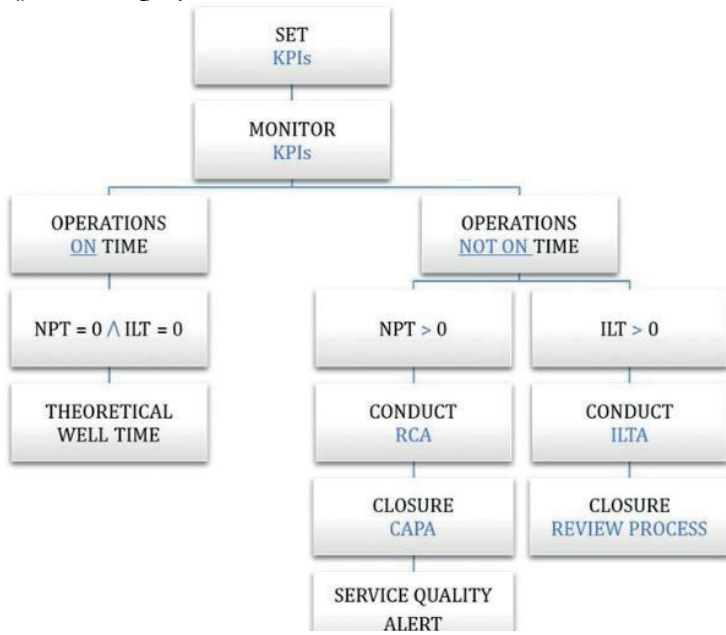 SET
KPIs
MONITOR
KPIs
OPERATIONS
ON TIME
OPERATIONS
NOT ON TIME
NPT = 0 ⋀ ILT = 0
NPT > 0
ILT > 0
THEORETICAL
WELL TIME
CONDUCT
RCA
CONDUCT
ILTA
CLOSURE
CAPA
CLOSURE
REVIEW PROCESS
SERVICE QUALITY
ALERT